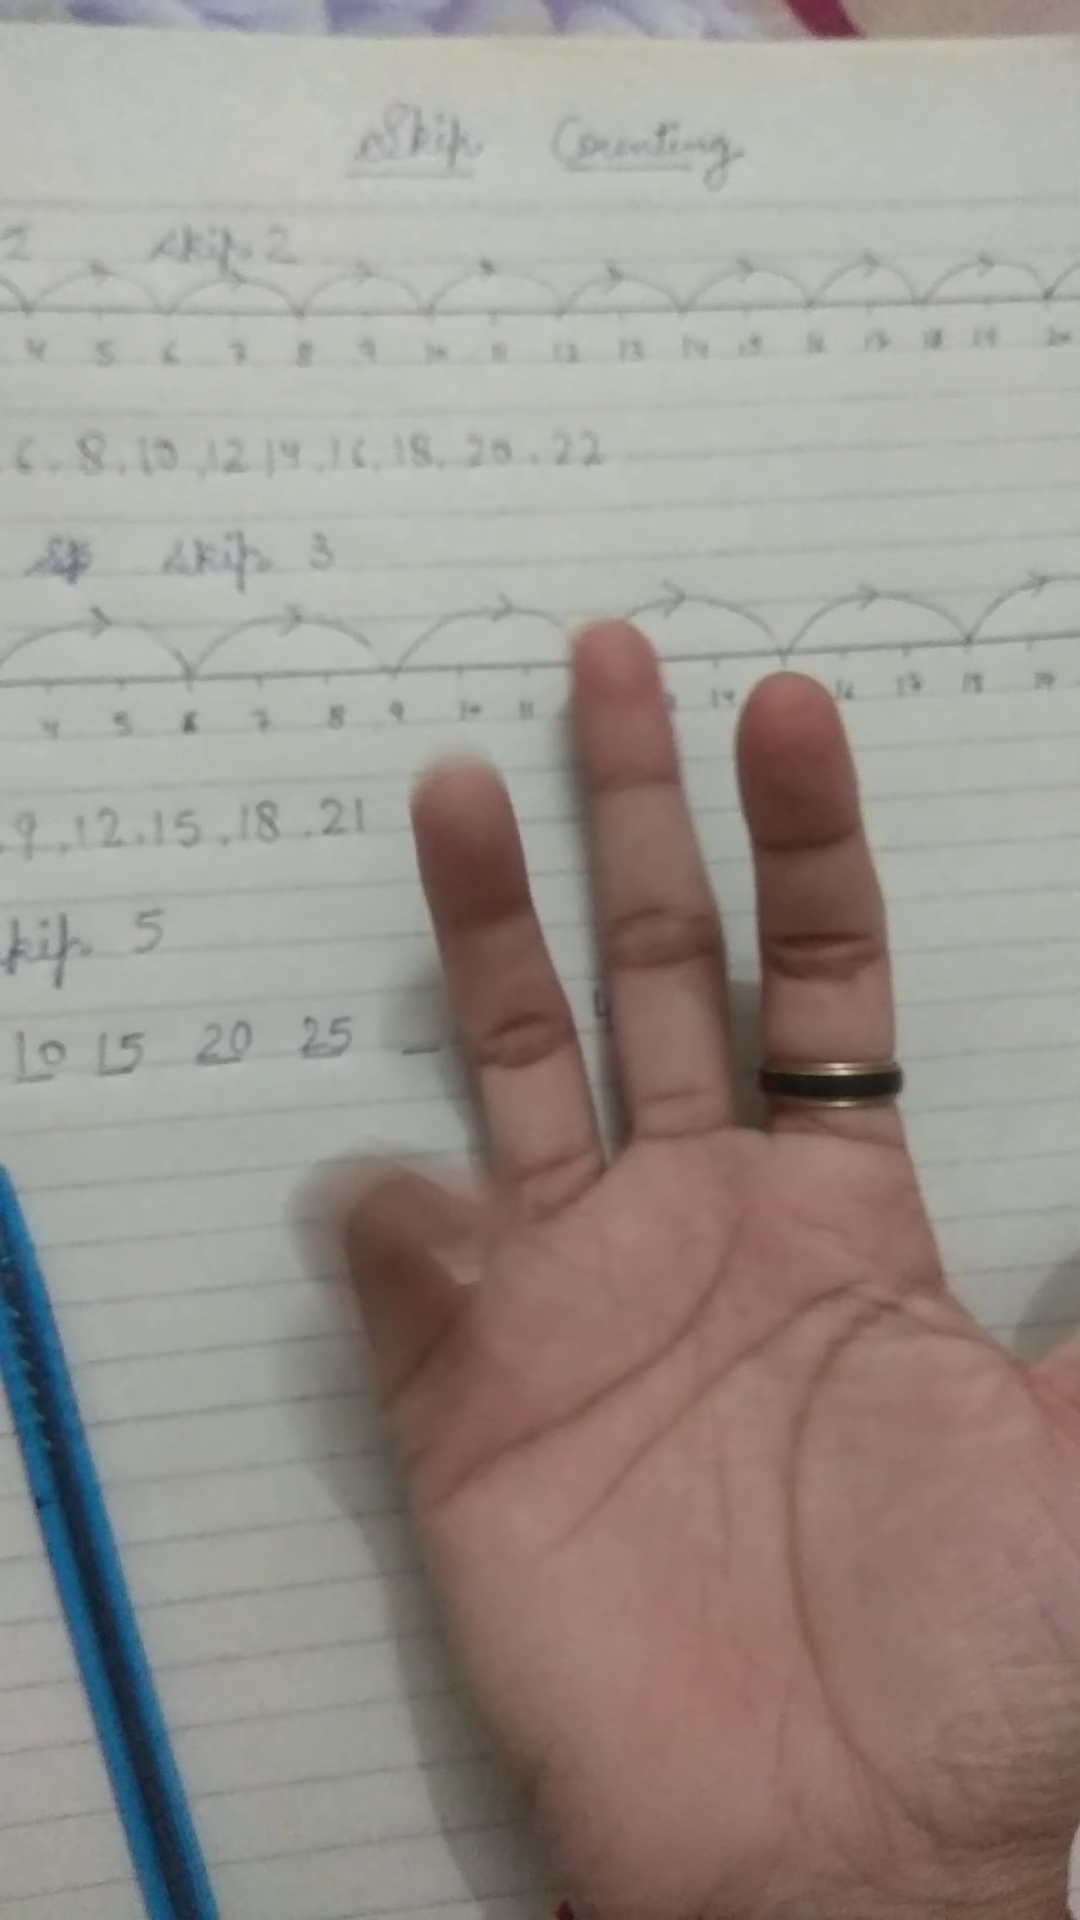 Skip Counting
2 Skip 2
4 5 6 7 8 9 10 11 12 13 14 15 16 17 18 19 20
6, 8, 10, 12 14, 16, 18, 20, 22
Skip 3
4 5 6 7 8 9 10 11 14 16 17 18 19
9, 12, 15, 18, 21
kip 5
10 15 20 25